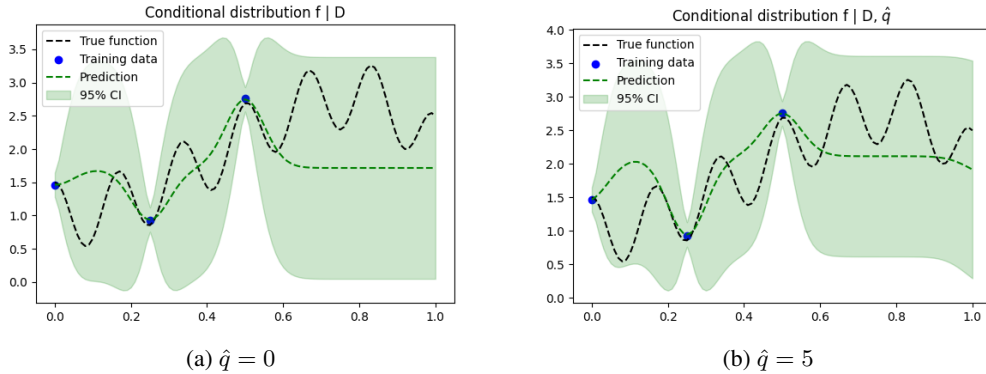 Conditional distribution f | D
3.5
3.0
2.5
2.0
1.5
1.0
0.5
0.0
True function
Training data
Prediction
95% CI
0.0 0.2 0.4 0.6 0.8 1.0
(a) q̂ = 0
Conditional distribution f | D, q̂
4.0
3.5
3.0
2.5
2.0
1.5
1.0
0.5
0.0
True function
Training data
Prediction
95% CI
0.0 0.2 0.4 0.6 0.8 1.0
(b) q̂ = 5